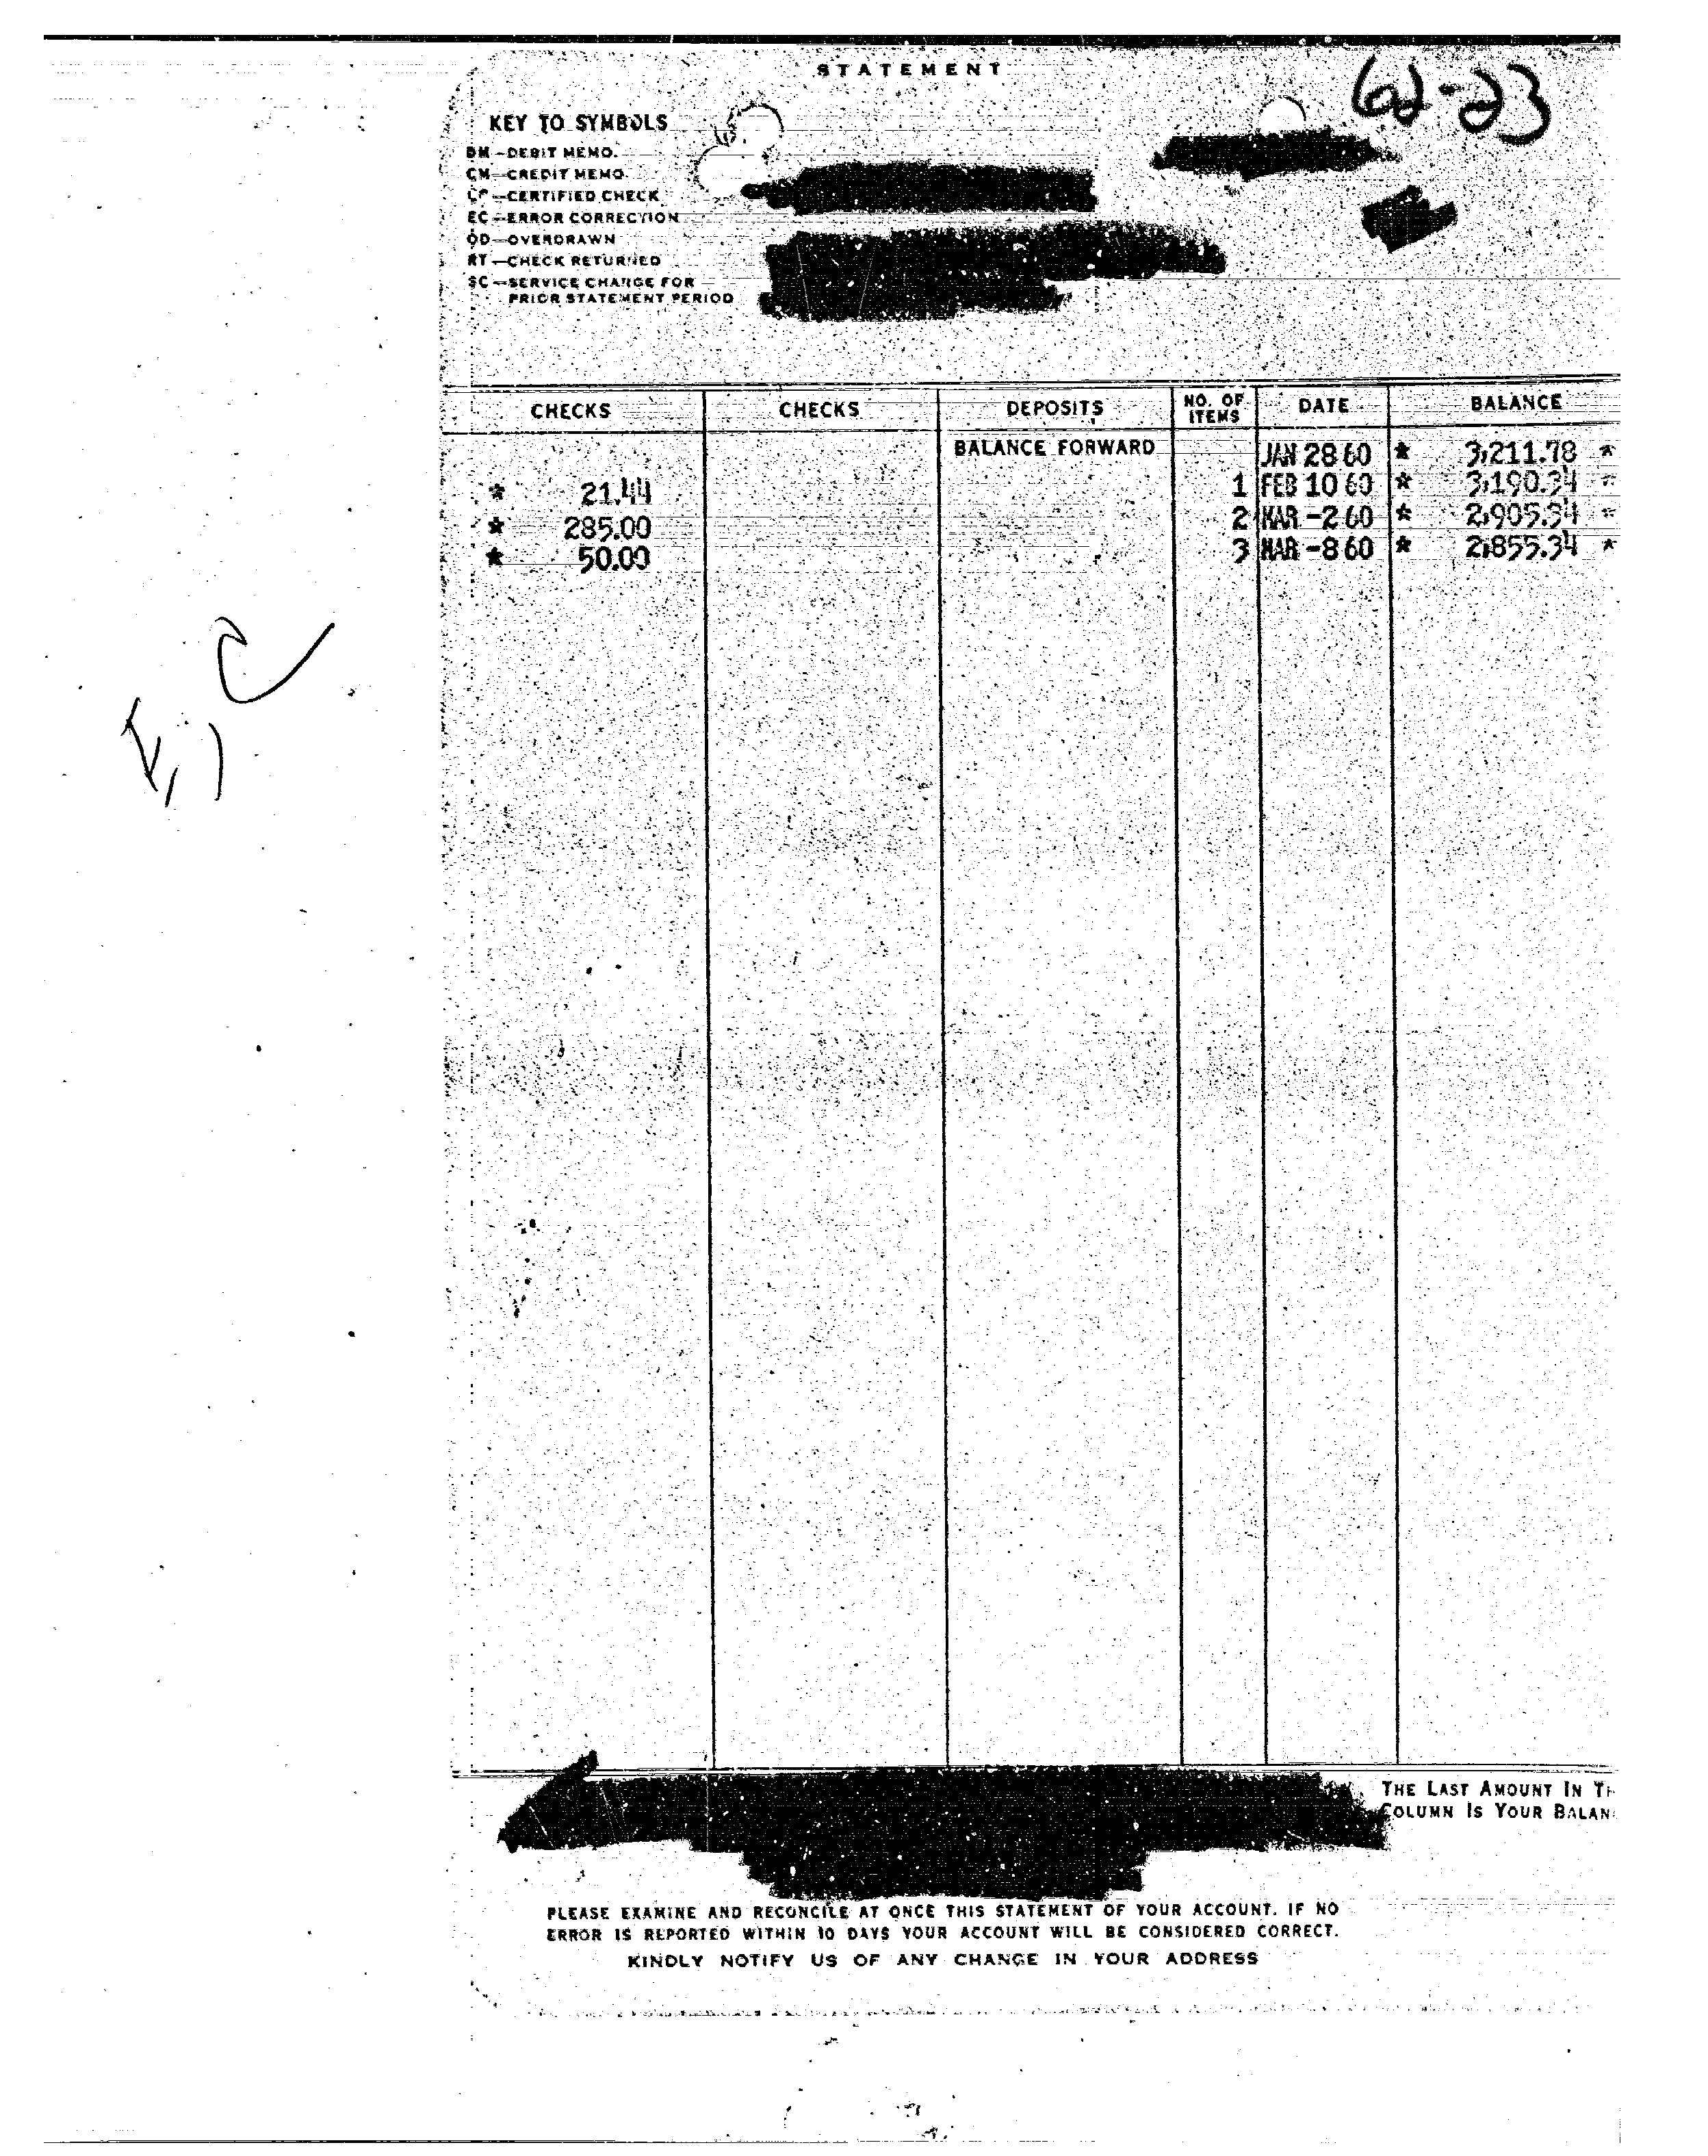 STATEMENT
62-23
KEY TO SYMBOLS
DM—DEBIT MEMO.
CM—CREDIT MEMO
CC—CERTIFIED CHECK
EC—ERROR CORRECTION
OD—OVERDRAWN
RT—CHECK RETURNED
SC—SERVICE CHARGE FOR
PRIOR STATEMENT PERIOD
CHECKS CHECKS DEPOSITS NO. OF ITEMS DATE BALANCE
BALANCE FORWARD JAN 28 60 * 3,211.78 *
* 21.44 1 FEB 10 60 * 3,190.34 *
* 285.00 2 MAR -2 60 * 2,905.34 *
* 50.00 3 MAR -8 60 * 2,855.34 *
THE LAST AMOUNT IN TH
COLUMN IS YOUR BALAN
PLEASE EXAMINE AND RECONCILE AT ONCE THIS STATEMENT OF YOUR ACCOUNT. IF NO
ERROR IS REPORTED WITHIN 10 DAYS YOUR ACCOUNT WILL BE CONSIDERED CORRECT.
KINDLY NOTIFY US OF ANY CHANGE IN YOUR ADDRESS